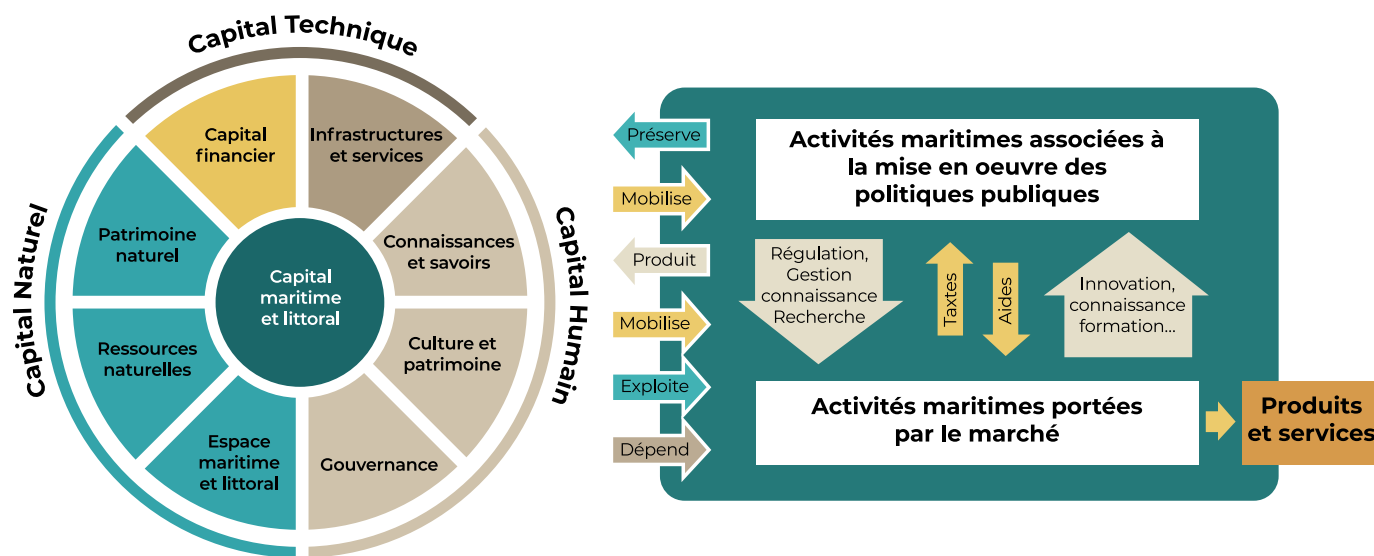 Capital Technique
Capital Naturel
Capital Humain
Capital
financier
Infrastructures
et services
Patrimoine
naturel
Connaissances
et savoirs
Capital
maritime
et littoral
Ressources
naturelles
Culture et
patrimoine
Espace
maritime
et littoral
Gouvernance
Préserve
Mobilise
Produit
Mobilise
Exploite
Dépend
Activités maritimes associées à
la mise en oeuvre des
politiques publiques
Régulation,
Gestion
connaissance
Recherche
Taxtes
Aides
Innovation,
connaissance
formation...
Activités maritimes portées
par le marché
Produits
et services